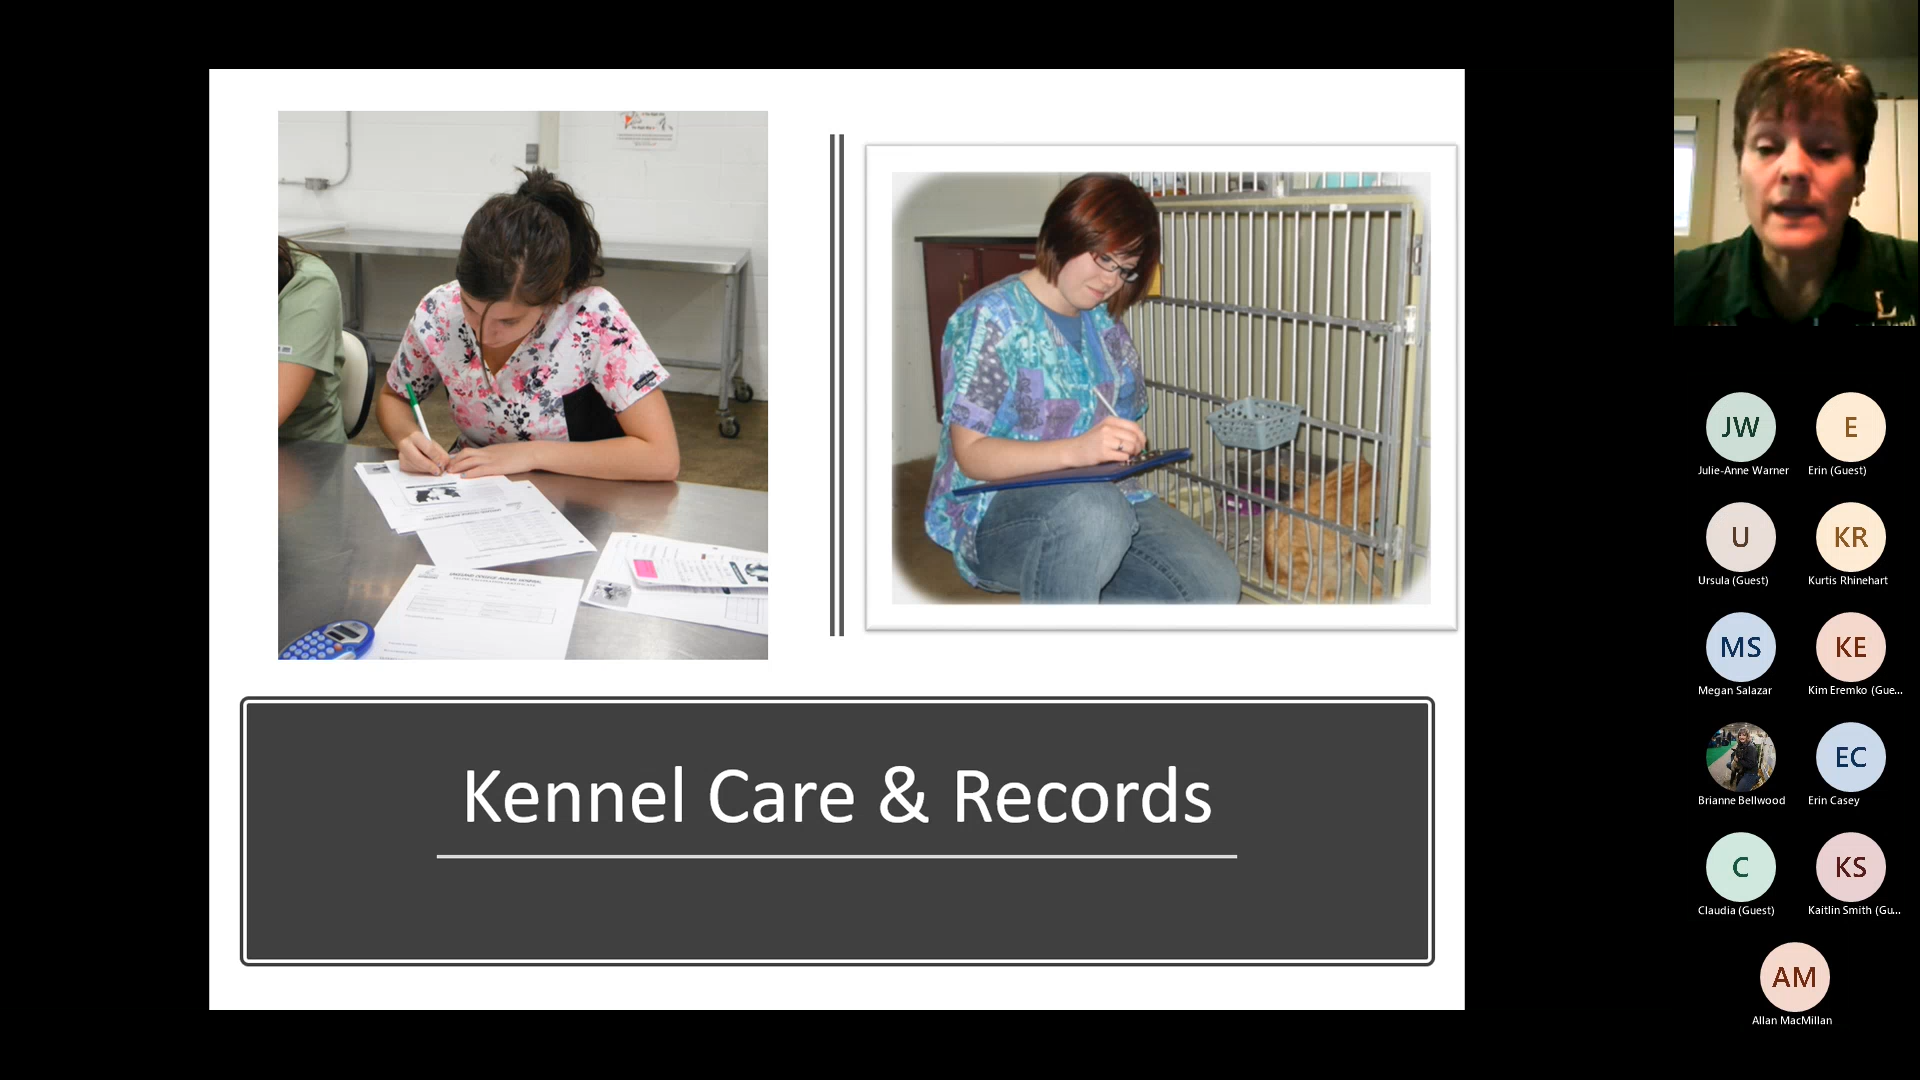 Kennel Care & Records
JW
Julie-Anne Warner
E
Erin (Guest)
U
Ursula (Guest)
KR
Kurtis Rhinehart
MS
Megan Salazar
KE
Kim Eremko (Gue...
Brianne Bellwood
EC
Erin Casey
C
Claudia (Guest)
KS
Kaitlin Smith (Gu...
AM
Allan MacMillan
L